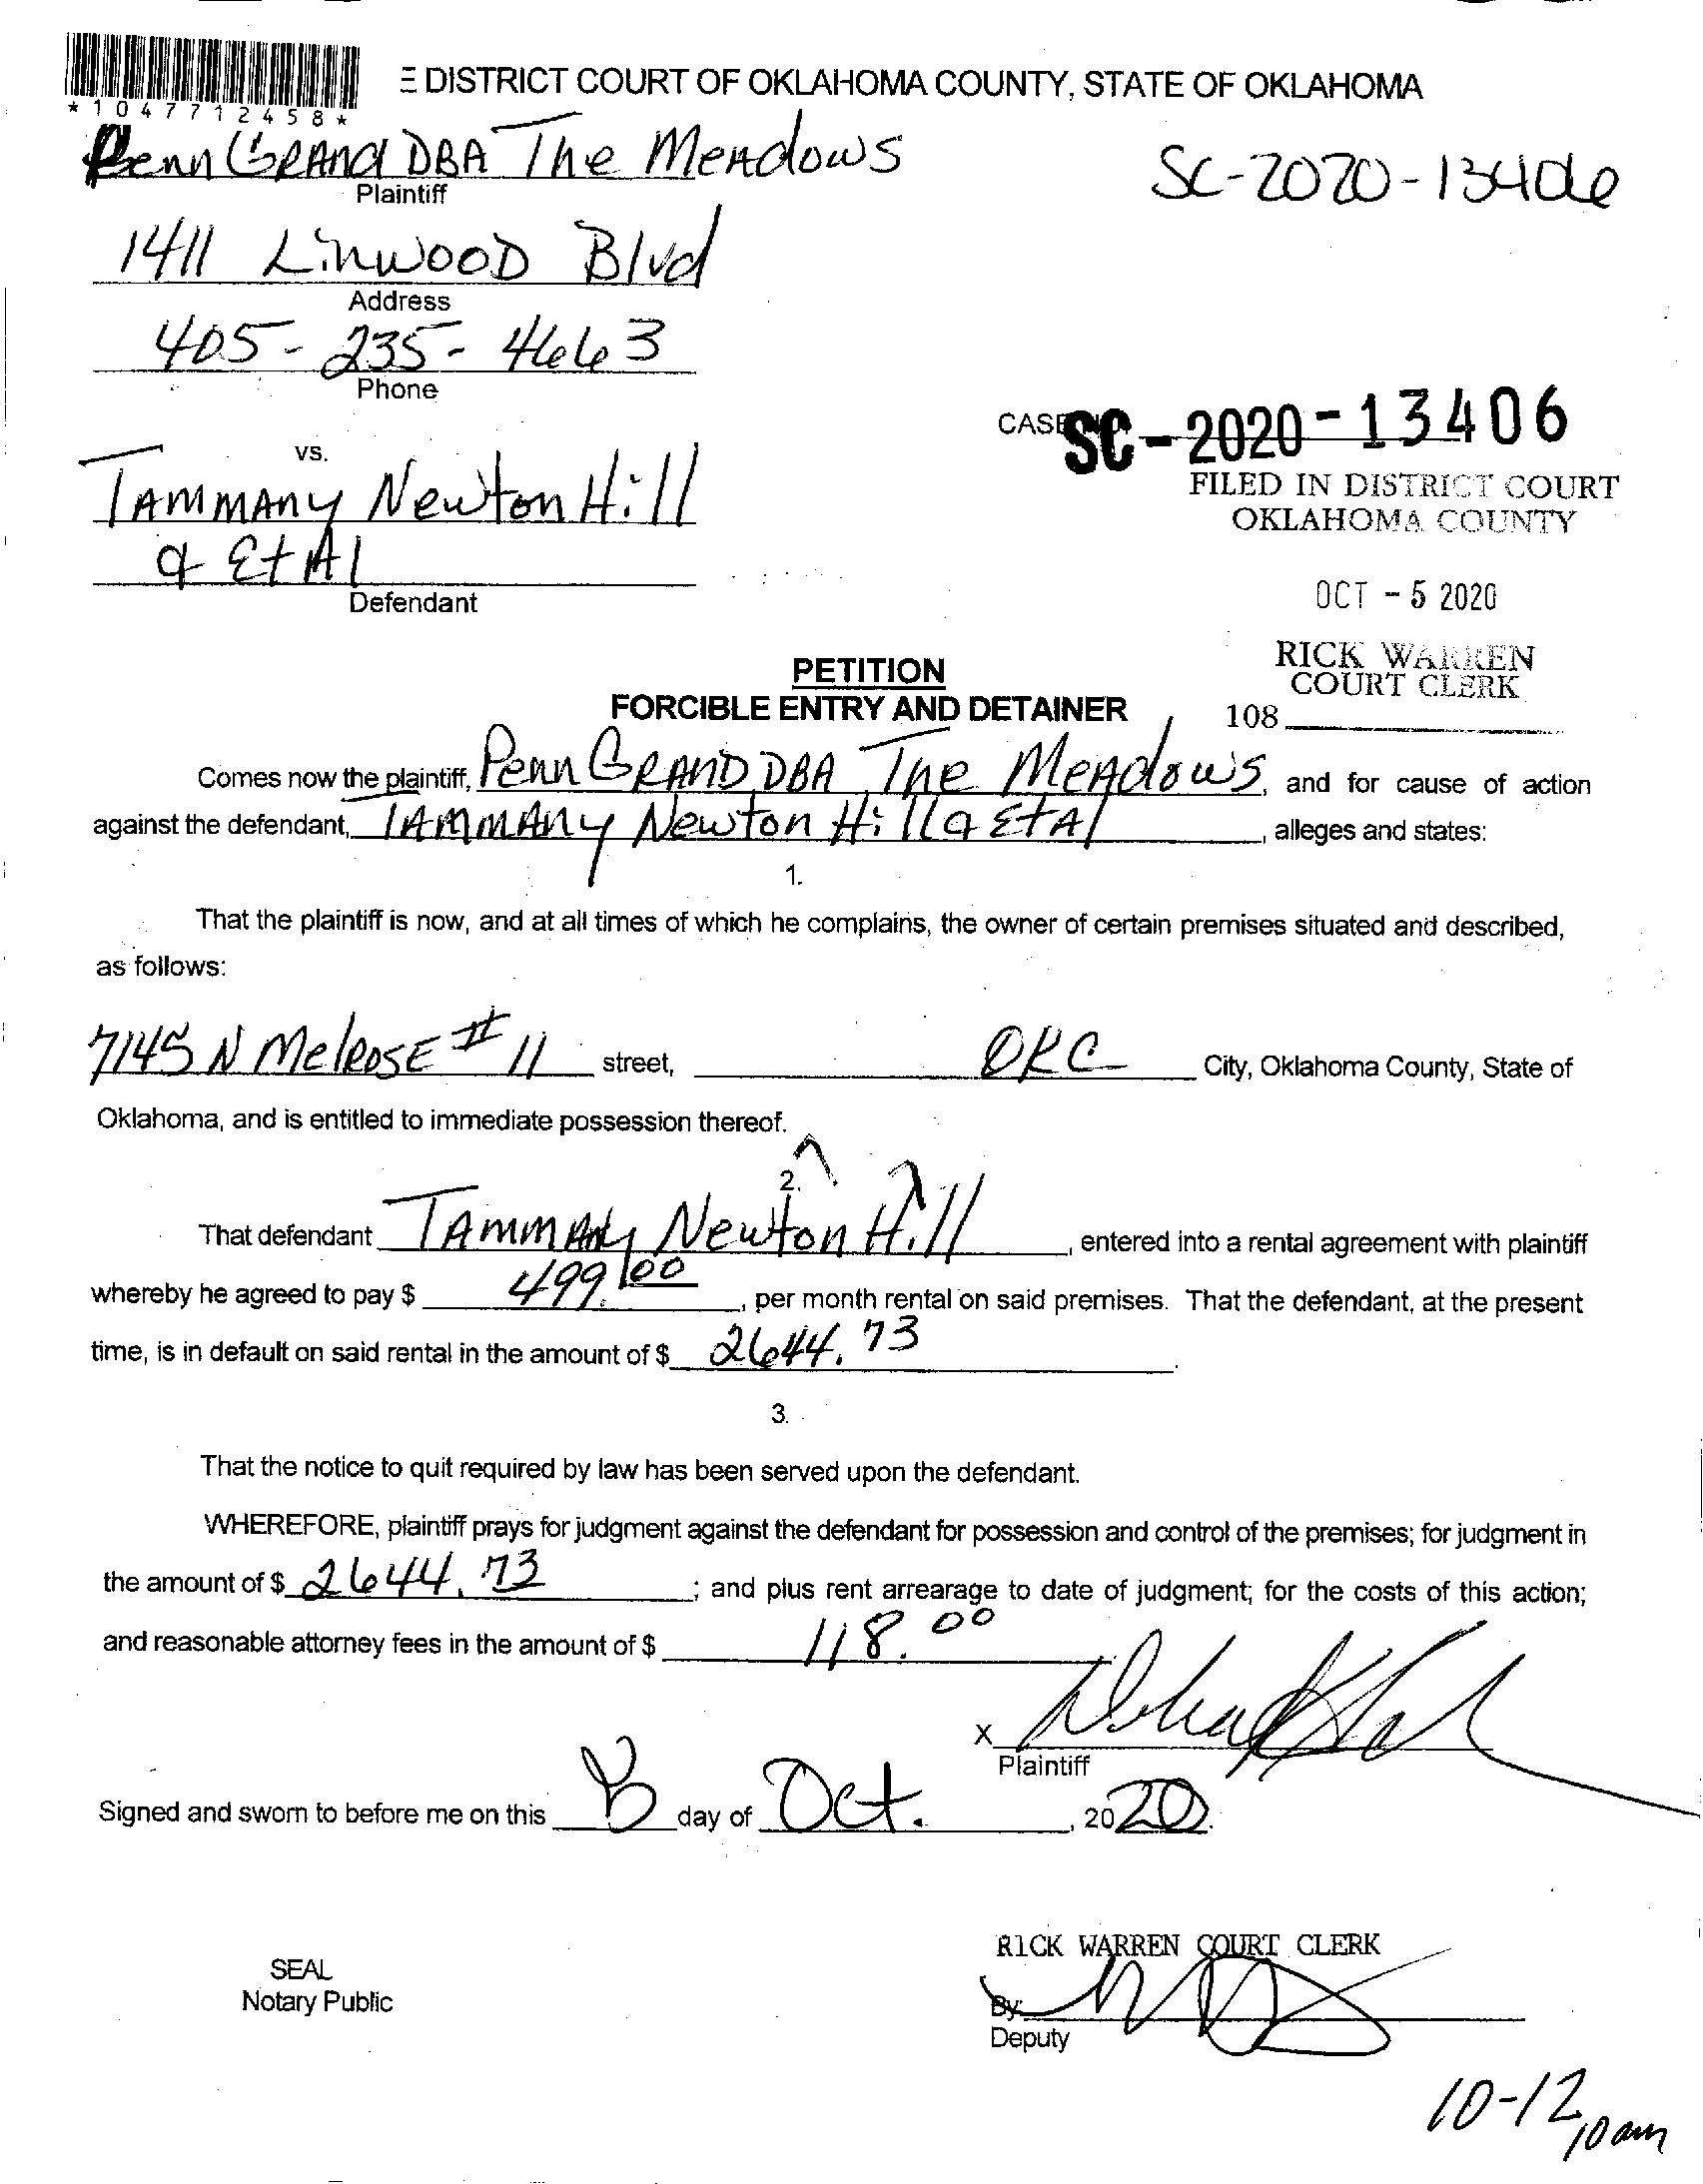 *1047712458*
E DISTRICT COURT OF OKLAHOMA COUNTY, STATE OF OKLAHOMA
Penn Grand DBA The Meadows
Plaintiff
SC-2020-13406
1411 Linwood Blvd
Address
405-235-4663
Phone
CASE
SC-2020-13406
vs.
FILED IN DISTRICT COURT
OKLAHOMA COUNTY
Tammany Newton Hill
& Et Al
Defendant
OCT - 5 2020
RICK WARREN
COURT CLERK
108
PETITION
FORCIBLE ENTRY AND DETAINER
Comes now the plaintiff, Penn Grand DBA The Meadows, and for cause of action
against the defendant, Tammany Newton Hill & Et Al, alleges and states:
1.
That the plaintiff is now, and at all times of which he complains, the owner of certain premises situated and described,
as follows:
7145 N Melrose # 11 street, OKC City, Oklahoma County, State of
Oklahoma, and is entitled to immediate possession thereof.
2.
That defendant Tammany Newton Hill, entered into a rental agreement with plaintiff
whereby he agreed to pay $ 499.00, per month rental on said premises. That the defendant, at the present
time, is in default on said rental in the amount of $ 2644.73.
3.
That the notice to quit required by law has been served upon the defendant.
WHEREFORE, plaintiff prays for judgment against the defendant for possession and control of the premises; for judgment in
the amount of $ 2644.73; and plus rent arrearage to date of judgment; for the costs of this action;
and reasonable attorney fees in the amount of $ 118.00
X
Plaintiff
Signed and sworn to before me on this day of Oct., 2020.
RICK WARREN COURT CLERK
SEAL
Notary Public
By:
Deputy
10-12
10am